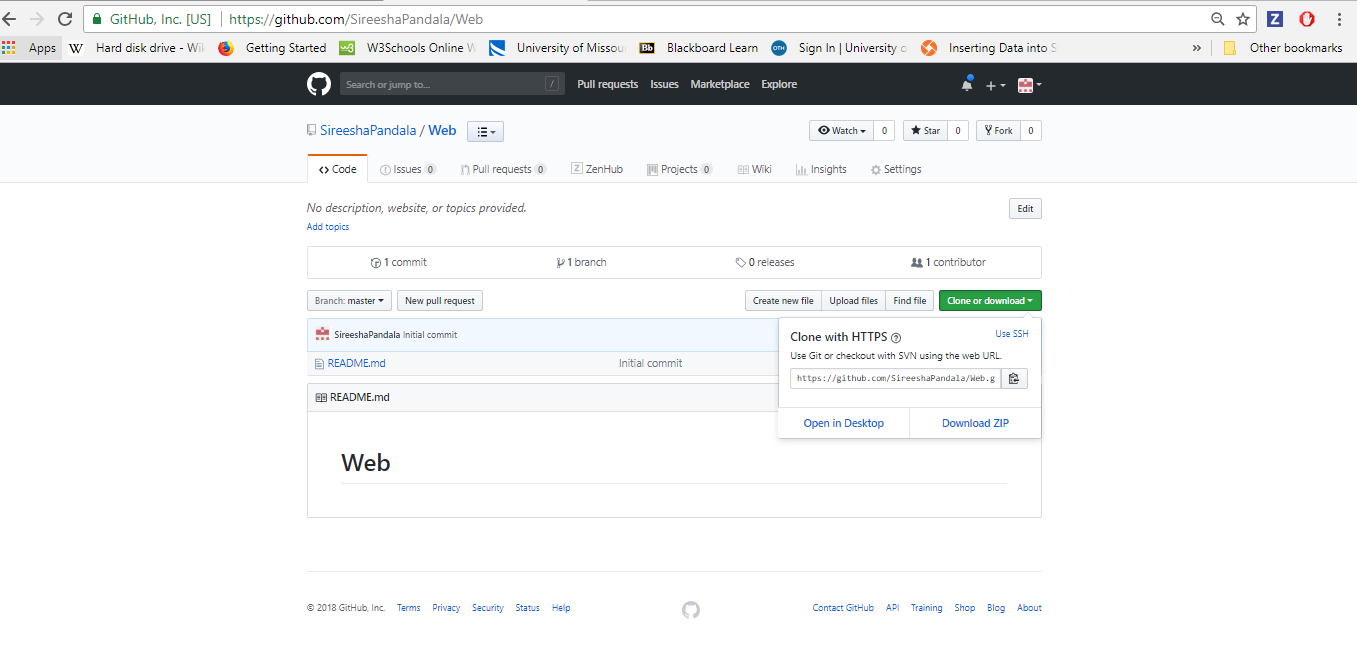 GitHub, Inc. [US] https://github.com/SireeshaPandala/Web
Apps W Hard disk drive - Wik Getting Started w3 W3Schools Online W University of Missou Bb Blackboard Learn OTH Sign In | University o Inserting Data into S » Other bookmarks
Search or jump to... / Pull requests Issues Marketplace Explore
SireeshaPandala / Web Watch 0 Star 0 Fork 0
Code Issues 0 Pull requests 0 Z ZenHub Projects 0 Wiki Insights Settings
No description, website, or topics provided. Edit
Add topics
1 commit 1 branch 0 releases 1 contributor
Branch: master New pull request Create new file Upload files Find file Clone or download
SireeshaPandala Initial commit
README.md Initial commit
README.md
Clone with HTTPS Use SSH
Use Git or checkout with SVN using the web URL.
https://github.com/SireeshaPandala/Web.g
Open in Desktop Download ZIP
Web
© 2018 GitHub, Inc. Terms Privacy Security Status Help Contact GitHub API Training Shop Blog About